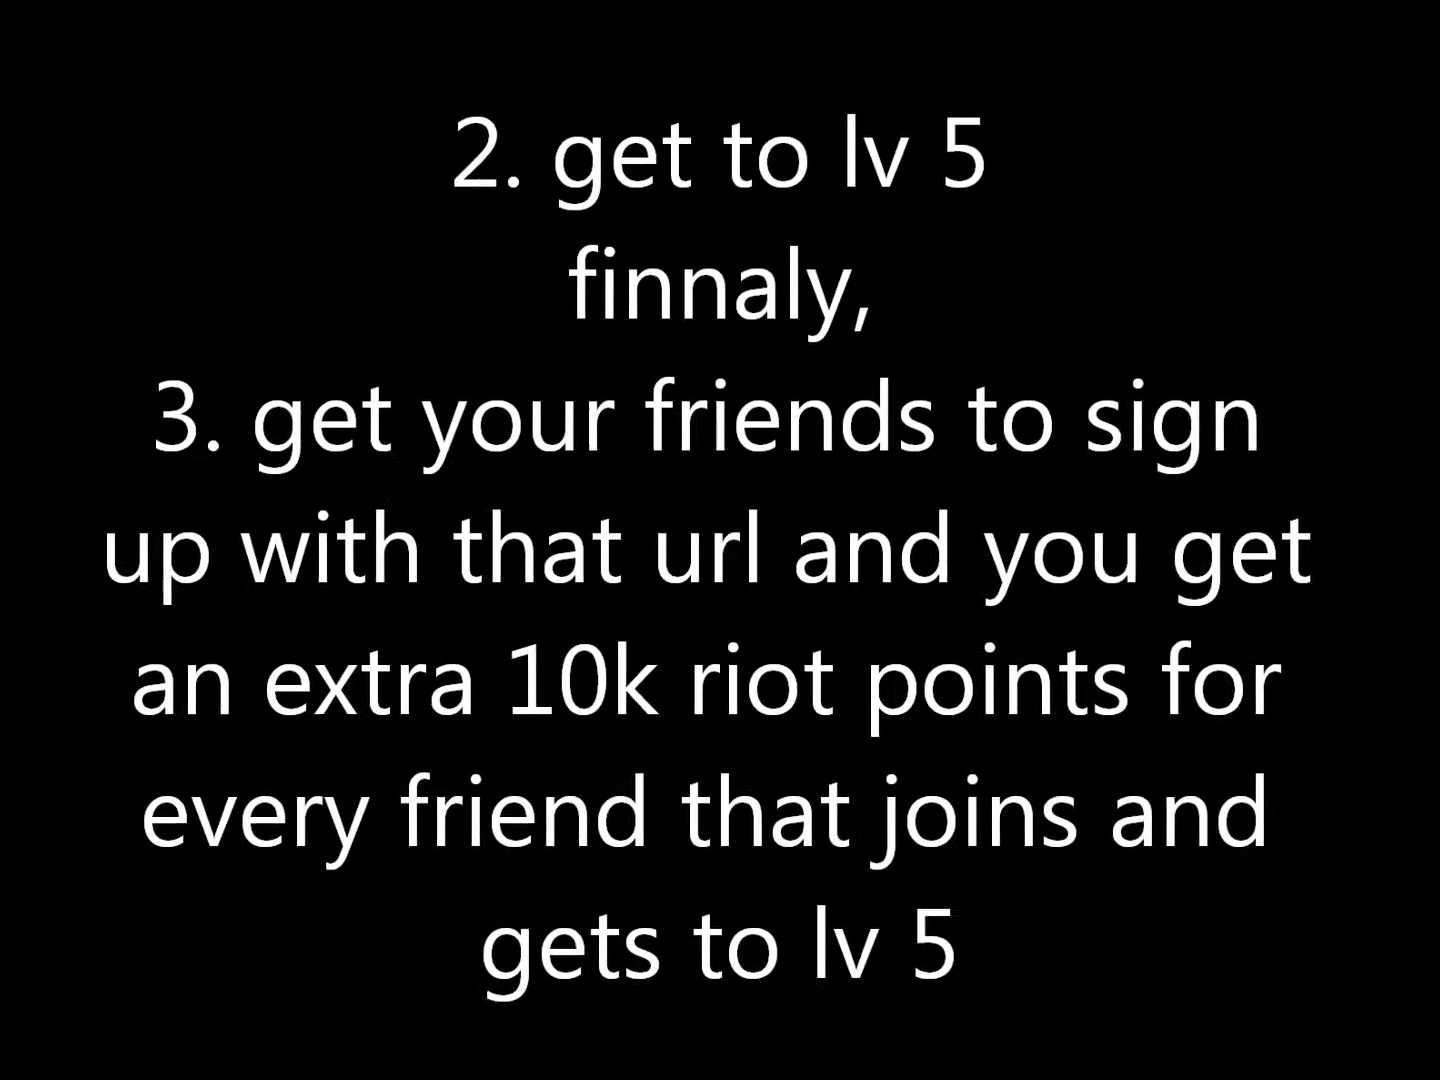 2. get to lv 5
finnaly,
3. get your friends to sign
up with that url and you get
an extra 10k riot points for
every friend that joins and
gets to lv 5